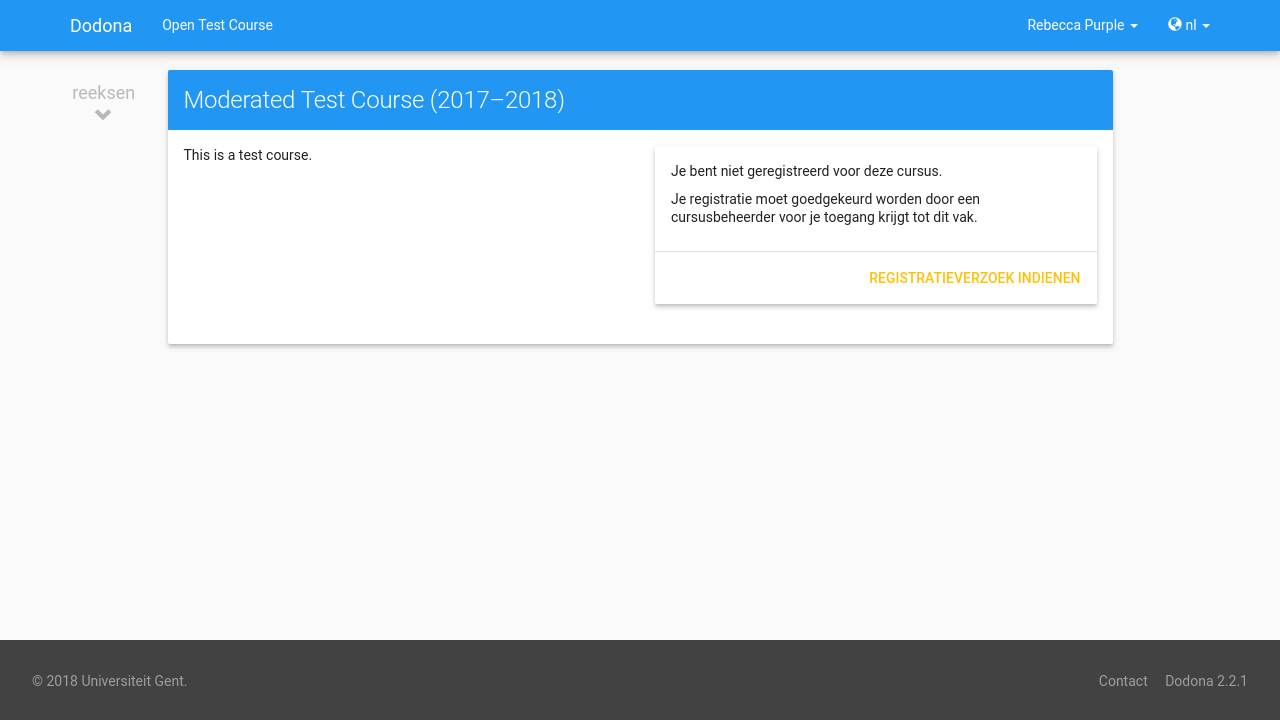 Dodona
Open Test Course
Rebecca Purple
nl
reeksen
Moderated Test Course (2017–2018)
This is a test course.
Je bent niet geregistreerd voor deze cursus.
Je registratie moet goedgekeurd worden door een
cursusbeheerder voor je toegang krijgt tot dit vak.
REGISTRATIEVERZOEK INDIENEN
© 2018 Universiteit Gent.
Contact
Dodona 2.2.1